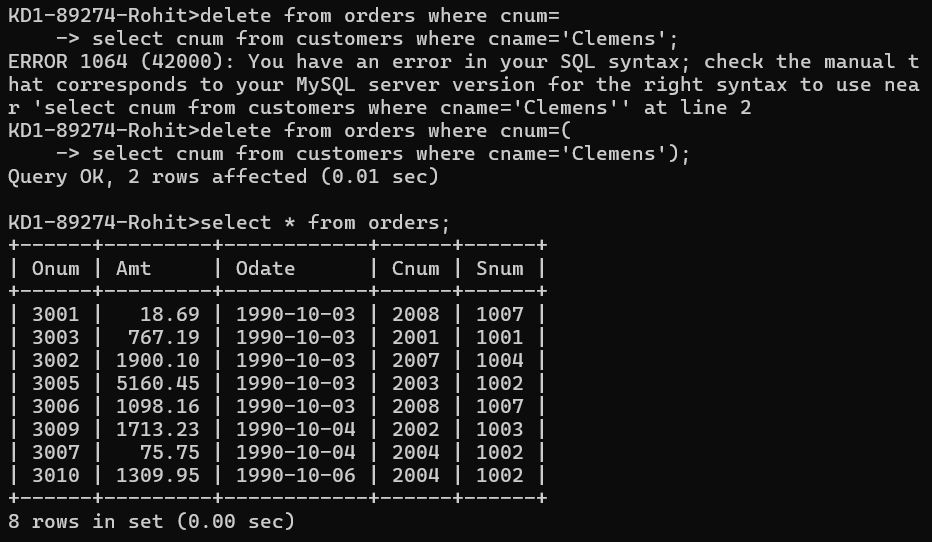 KD1-89274-Rohit>delete from orders where cnum=
    -> select cnum from customers where cname='Clemens';
ERROR 1064 (42000): You have an error in your SQL syntax; check the manual t
hat corresponds to your MySQL server version for the right syntax to use nea
r 'select cnum from customers where cname='Clemens'' at line 2
KD1-89274-Rohit>delete from orders where cnum=(
    -> select cnum from customers where cname='Clemens');
Query OK, 2 rows affected (0.01 sec)

KD1-89274-Rohit>select * from orders;
+------+---------+------------+------+------+
| Onum | Amt     | Odate      | Cnum | Snum |
+------+---------+------------+------+------+
| 3001 |   18.69 | 1990-10-03 | 2008 | 1007 |
| 3003 |  767.19 | 1990-10-03 | 2001 | 1001 |
| 3002 | 1900.10 | 1990-10-03 | 2007 | 1004 |
| 3005 | 5160.45 | 1990-10-03 | 2003 | 1002 |
| 3006 | 1098.16 | 1990-10-03 | 2008 | 1007 |
| 3009 | 1713.23 | 1990-10-04 | 2002 | 1003 |
| 3007 |   75.75 | 1990-10-04 | 2004 | 1002 |
| 3010 | 1309.95 | 1990-10-06 | 2004 | 1002 |
+------+---------+------------+------+------+
8 rows in set (0.00 sec)